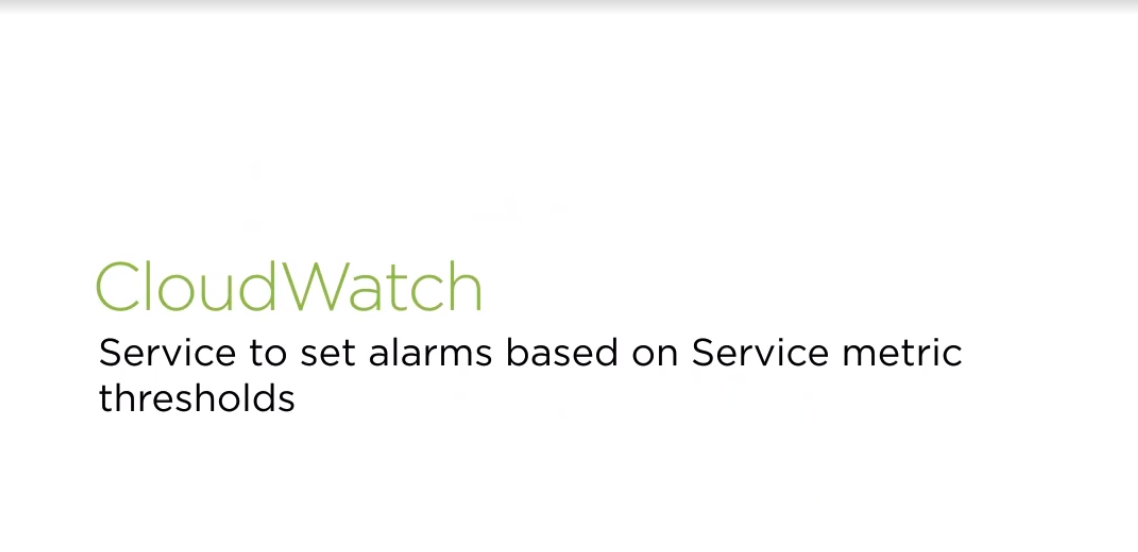 CloudWatch
Service to set alarms based on Service metric
thresholds